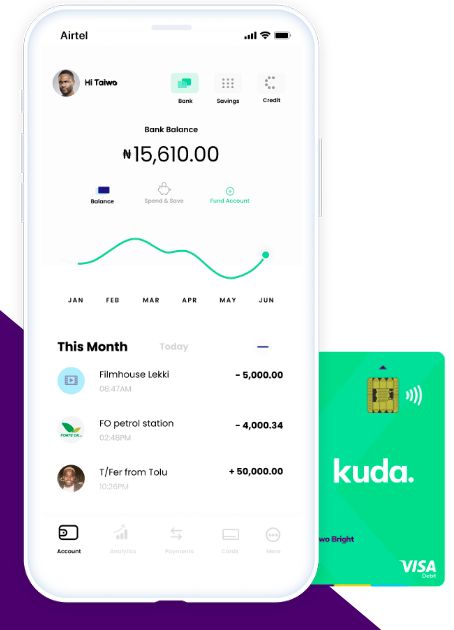 Airtel
Hi Taiwo
Bank
Savings
Credit
Bank Balance
₦15,610.00
Balance
Spend & Save
Fund Account
JAN FEB MAR APR MAY JUN
This Month Today
Filmhouse Lekki - 5,000.00
08:47AM
FO petrol station - 4,000.34
02:48PM
T/Fer from Tolu + 50,000.00
10:26PM
Account Analytics Payments Cards More
kuda.
wo Bright
VISA
Debit